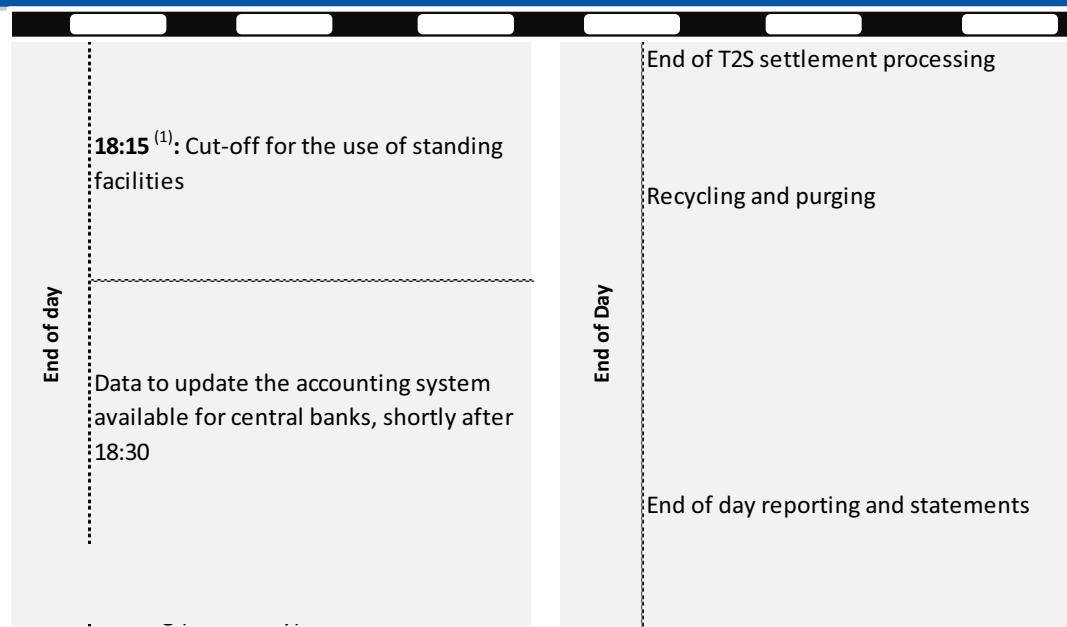 End of day
18:15 (1): Cut-off for the use of standing
facilities
Data to update the accounting system
available for central banks, shortly after
18:30
End of Day
End of T2S settlement processing
Recycling and purging
End of day reporting and statements